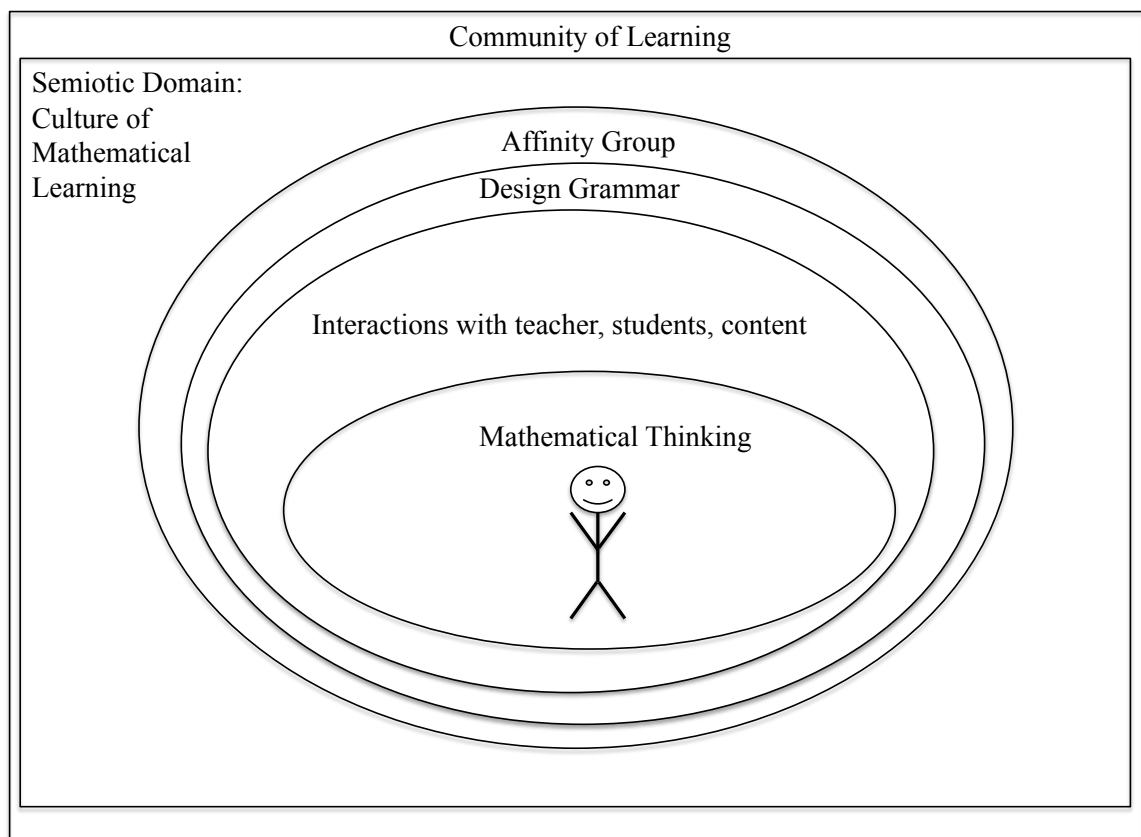 Community of Learning
Semiotic Domain:
Culture of
Mathematical
Learning
Affinity Group
Design Grammar
Interactions with teacher, students, content
Mathematical Thinking